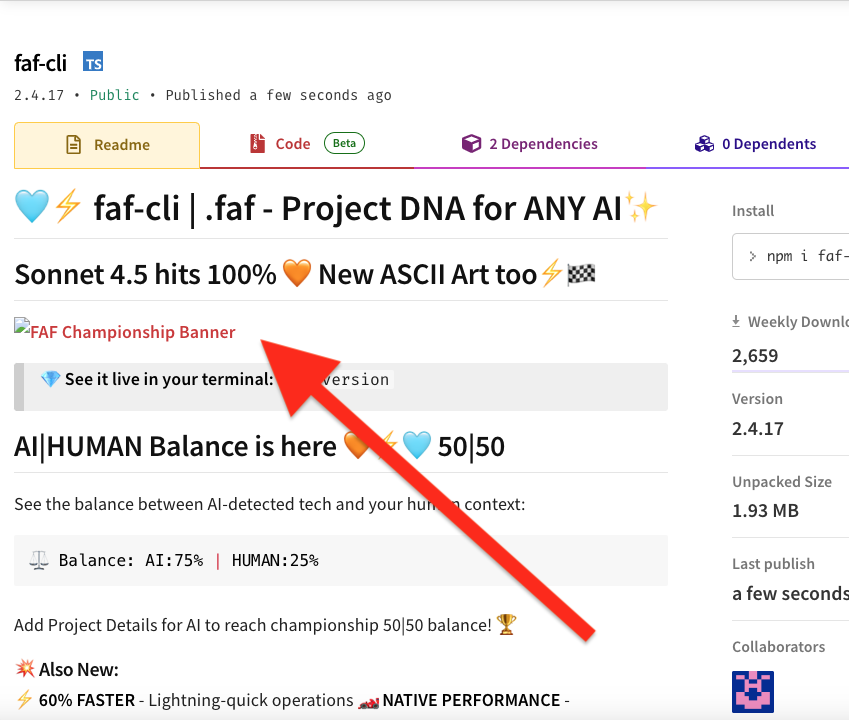 faf-cli TS
2.4.17 • Public • Published a few seconds ago
Readme
Code Beta
2 Dependencies
0 Dependents
🩵⚡ faf-cli | .faf - Project DNA for ANY AI✨
Sonnet 4.5 hits 100% 🧡 New ASCII Art too⚡🏁
FAF Championship Banner
💎 See it live in your terminal: version
AI|HUMAN Balance is here 🧡⚡🩵 50|50
See the balance between AI-detected tech and your human context:
⚖️ Balance: AI:75% | HUMAN:25%
Add Project Details for AI to reach championship 50|50 balance! 🏆
💥 Also New:
⚡ 60% FASTER - Lightning-quick operations 🏎️ NATIVE PERFORMANCE -
Install
> npm i faf-
Weekly Downlo
2,659
Version
2.4.17
Unpacked Size
1.93 MB
Last publish
a few seconds
Collaborators